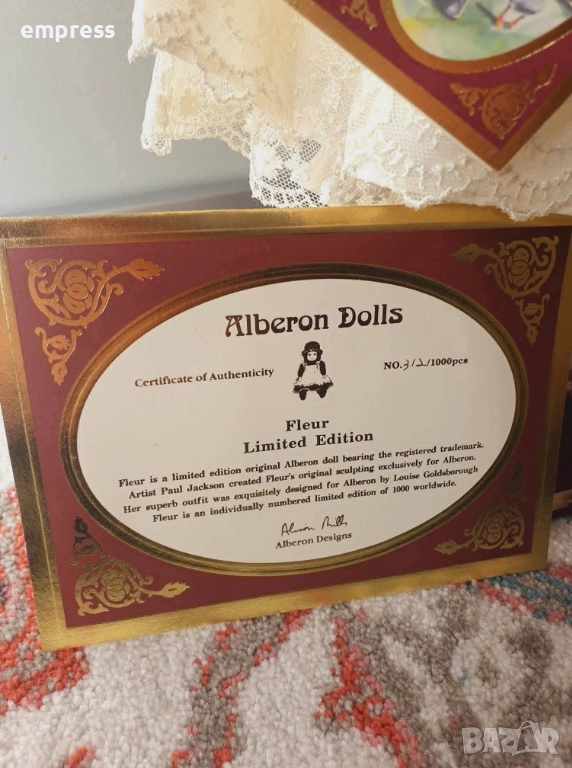 empress
Alberon Dolls
Certificate of Authenticity
NO. /1000pcs
Fleur
Limited Edition
Fleur is a limited edition original Alberon doll bearing the registered trademark.
Artist Paul Jackson created Fleur's original sculpting exclusively for Alberon.
Her superb outfit was exquisitely designed for Alberon by Louise Goldsborough
Fleur is an individually numbered limited edition of 1000 worldwide.
Alberon Designs
BAZAR